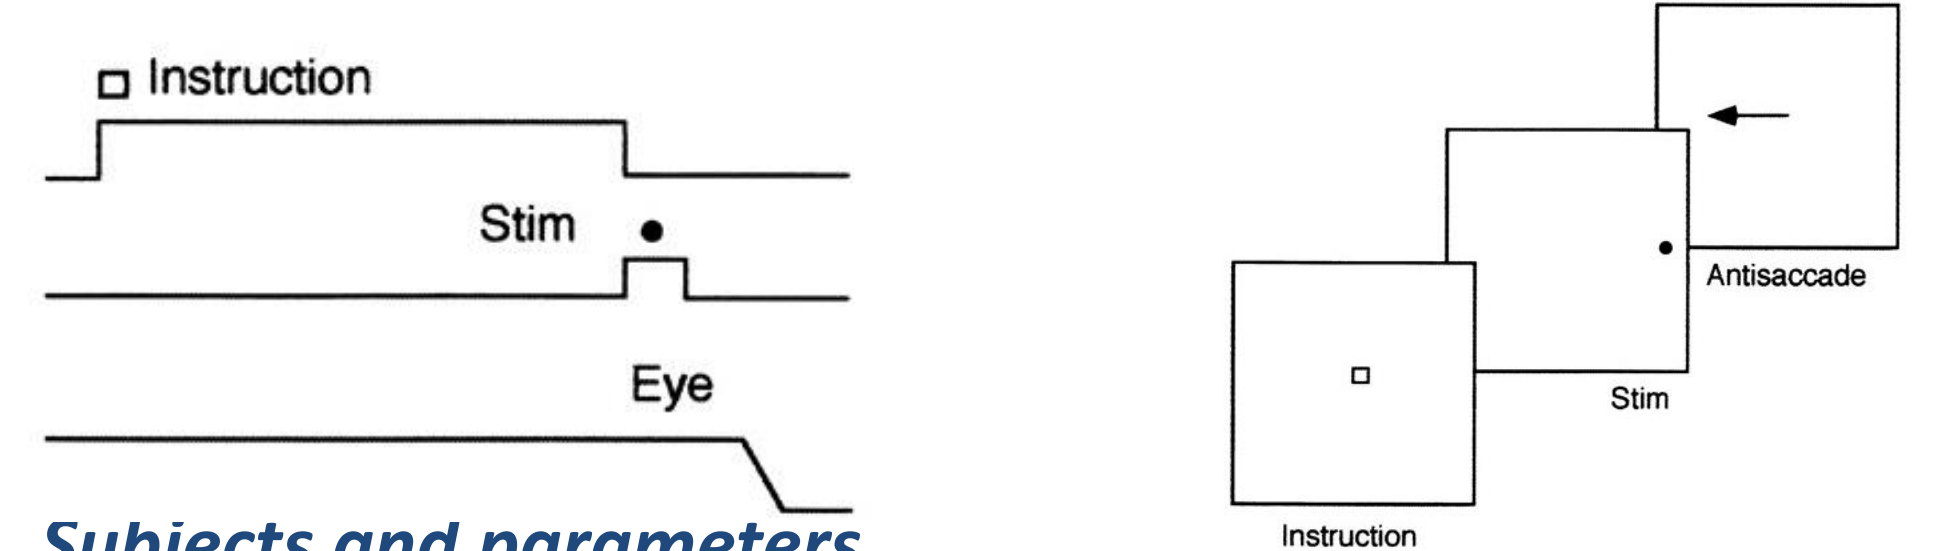 Instruction
Stim
Eye
Subjects and parameters
Antisaccade
Stim
Instruction